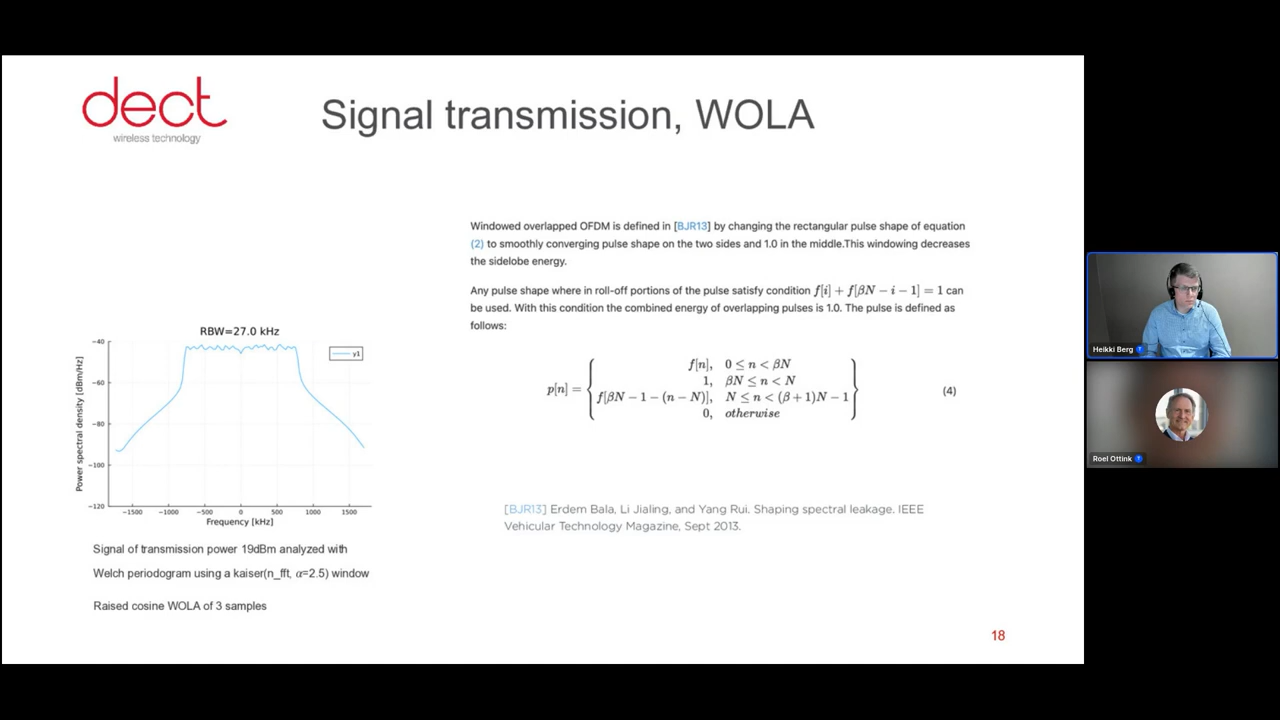 dect
wireless technology
Signal transmission, WOLA
Windowed overlapped OFDM is defined in [BJR13] by changing the rectangular pulse shape of equation
(2) to smoothly converging pulse shape on the two sides and 1.0 in the middle.This windowing decreases
the sidelobe energy.
Any pulse shape where in roll-off portions of the pulse satisfy condition f[i] + f[βN − i − 1] = 1 can
be used. With this condition the combined energy of overlapping pulses is 1.0. The pulse is defined as
follows:
f[n], 0 ≤ n < βN
1, βN ≤ n < N
p[n] = f[βN − 1 − (n − N)], N ≤ n < (β + 1)N − 1 (4)
0, otherwise
[BJR13] Erdem Bala, Li Jialing, and Yang Rui. Shaping spectral leakage. IEEE
Vehicular Technology Magazine, Sept 2013.
RBW=27.0 kHz
y1
Power spectral density [dBm/Hz]
−40
−60
−80
−100
−120
−1500 −1000 −500 0 500 1000 1500
Frequency [kHz]
Signal of transmission power 19dBm analyzed with
Welch periodogram using a kaiser(n_fft, α=2.5) window
Raised cosine WOLA of 3 samples
18
Heikki Berg
Roel Ottink